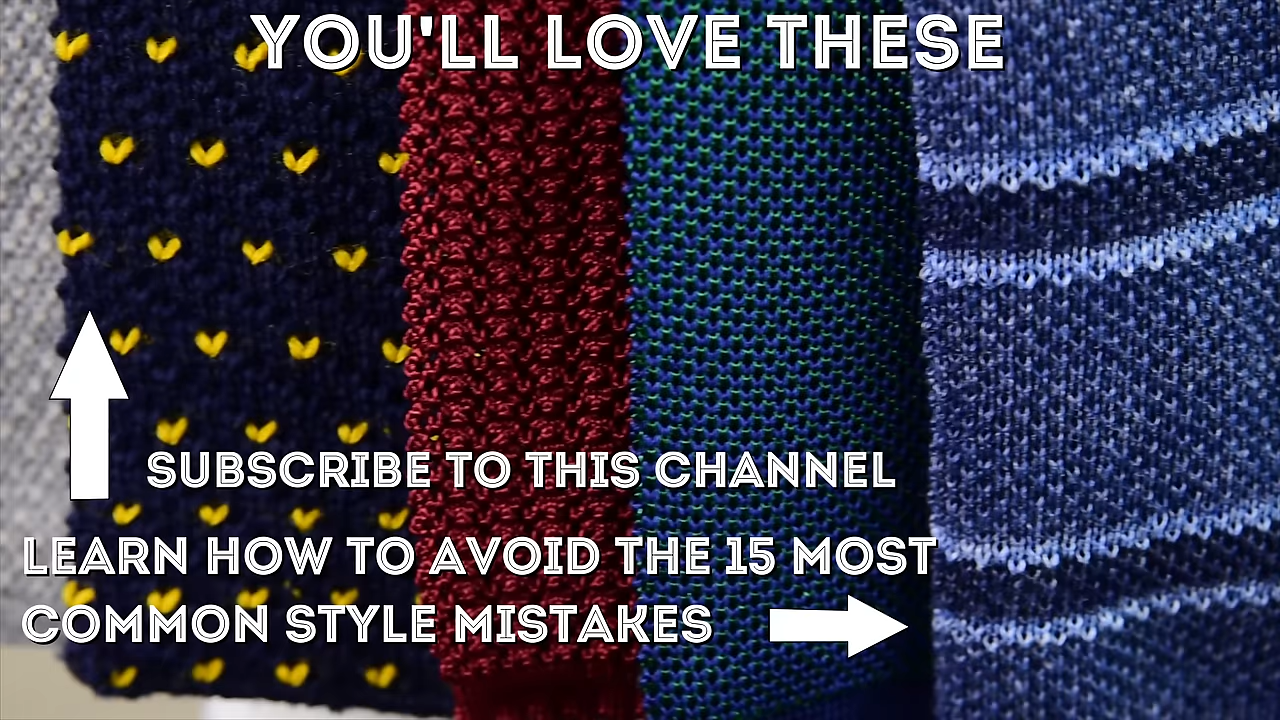 YOU'LL LOVE THESE
SUBSCRIBE TO THIS CHANNEL
LEARN HOW TO AVOID THE 15 MOST
COMMON STYLE MISTAKES